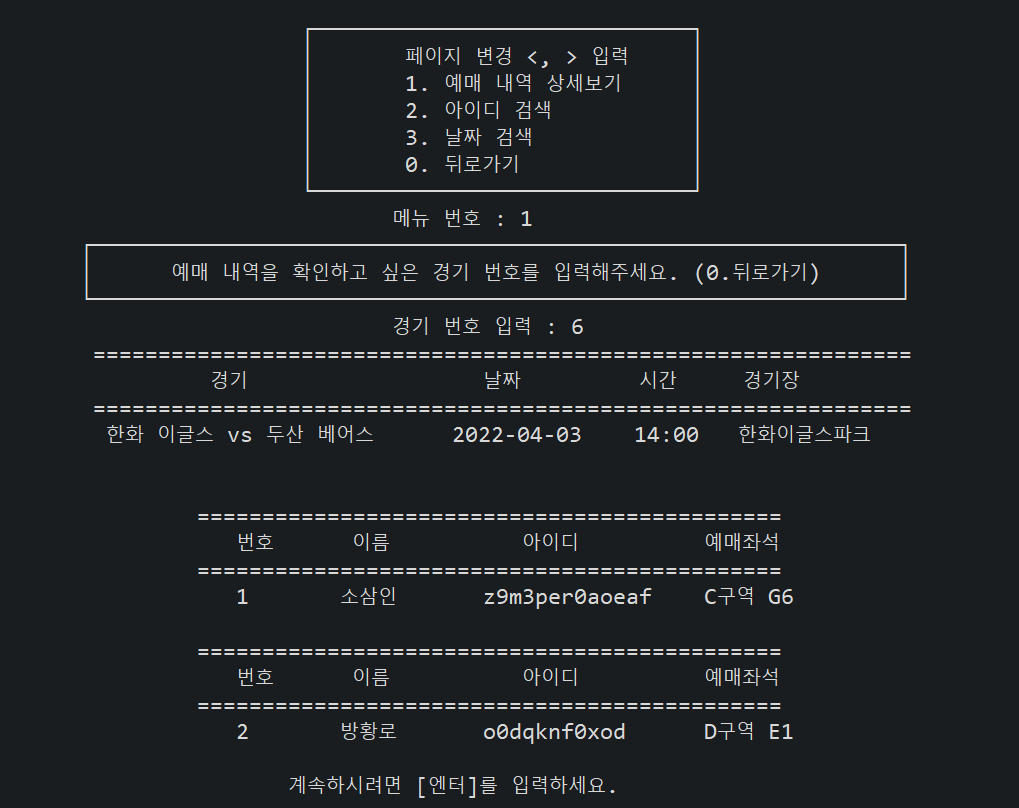 페이지 변경 <, > 입력
1. 예매 내역 상세보기
2. 아이디 검색
3. 날짜 검색
0. 뒤로가기
메뉴 번호 : 1
예매 내역을 확인하고 싶은 경기 번호를 입력해주세요. (0.뒤로가기)
경기 번호 입력 : 6
===============================================================
경기 날짜 시간 경기장
===============================================================
한화 이글스 vs 두산 베어스 2022-04-03 14:00 한화이글스파크
=============================================
번호 이름 아이디 예매좌석
=============================================
1 소삼인 z9m3per0aoeaf C구역 G6
=============================================
번호 이름 아이디 예매좌석
=============================================
2 방황로 o0dqknf0xod D구역 E1
계속하시려면 [엔터]를 입력하세요.